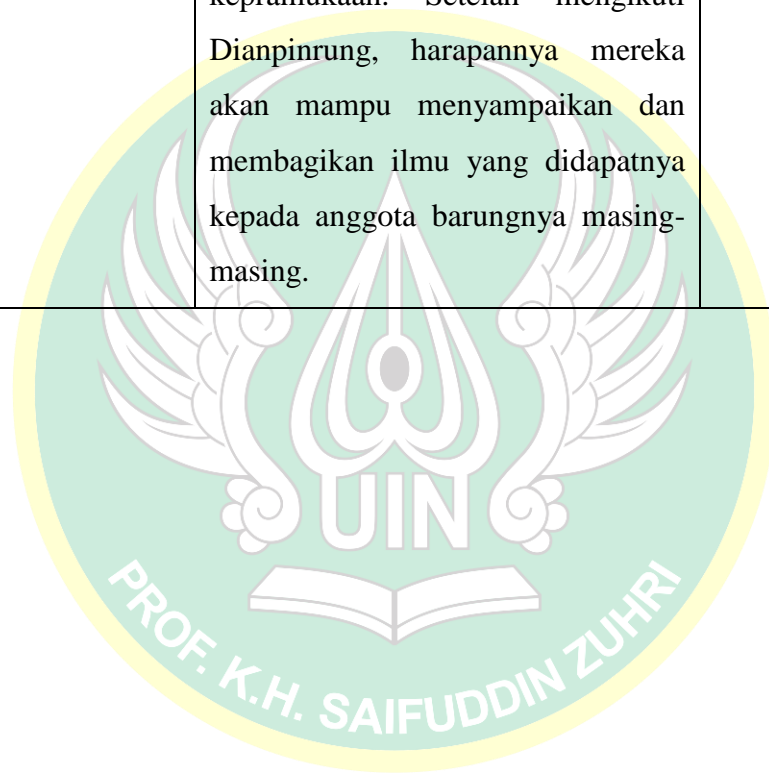 kepramukaan. Setelah mengikuti
Dianpinrung, harapannya mereka
akan mampu menyampaikan dan
membagikan ilmu yang didapatnya
kepada anggota barungnya masing-
masing.
UIN
PROF. K.H. SAIFUDDIN ZUHRI